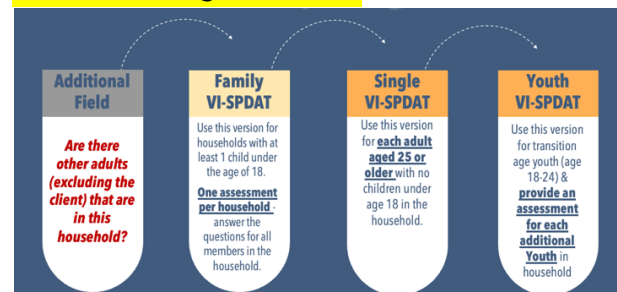 Additional
Field
Are there
other adults
(excluding the
client) that are
in this
household?
Family
VI-SPDAT
Use this version for
households with at
least 1 child under
the age of 18.
One assessment
per household -
answer the
questions for all
members in the
household.
Single
VI-SPDAT
Use this version
for each adult
aged 25 or
older with no
children under
age 18 in the
household.
Youth
VI-SPDAT
Use this version
for transition
age youth (age
18-24) &
provide an
assessment
for each
additional
Youth in
household